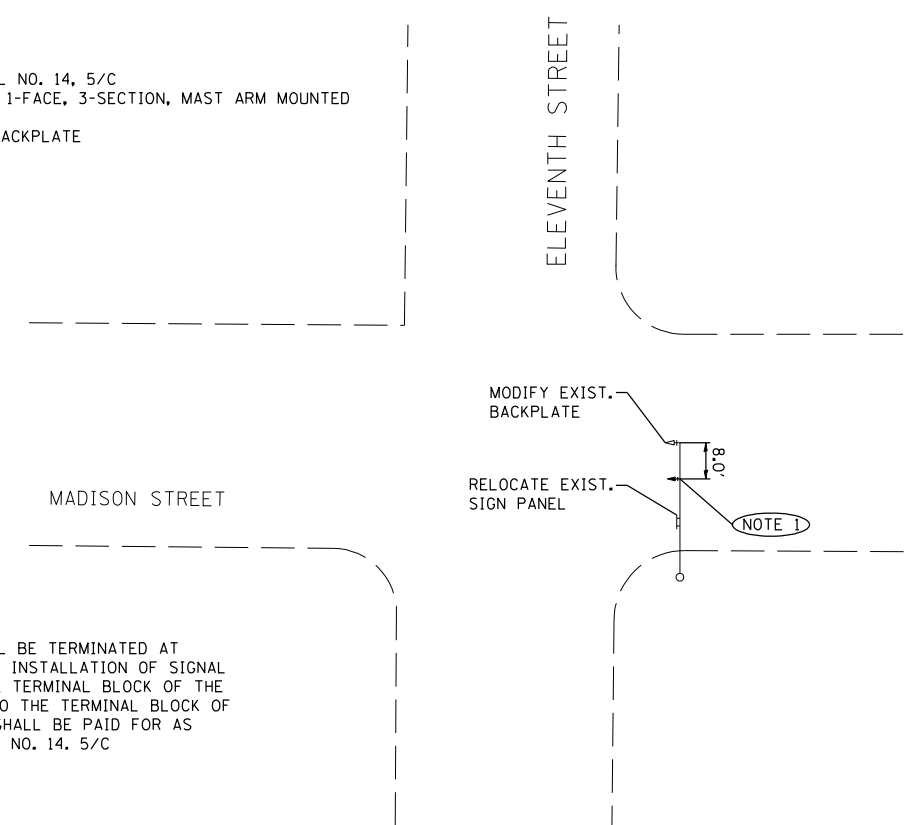 ELEVENTH STREET
NO. 14, 5/C
1-FACE, 3-SECTION, MAST ARM MOUNTED
ACKPLATE
MODIFY EXIST.
BACKPLATE
8.0'
RELOCATE EXIST.
SIGN PANEL
MADISON STREET
NOTE 1
L BE TERMINATED AT
INSTALLATION OF SIGNAL
TERMINAL BLOCK OF THE
O THE TERMINAL BLOCK OF
SHALL BE PAID FOR AS
NO. 14. 5/C